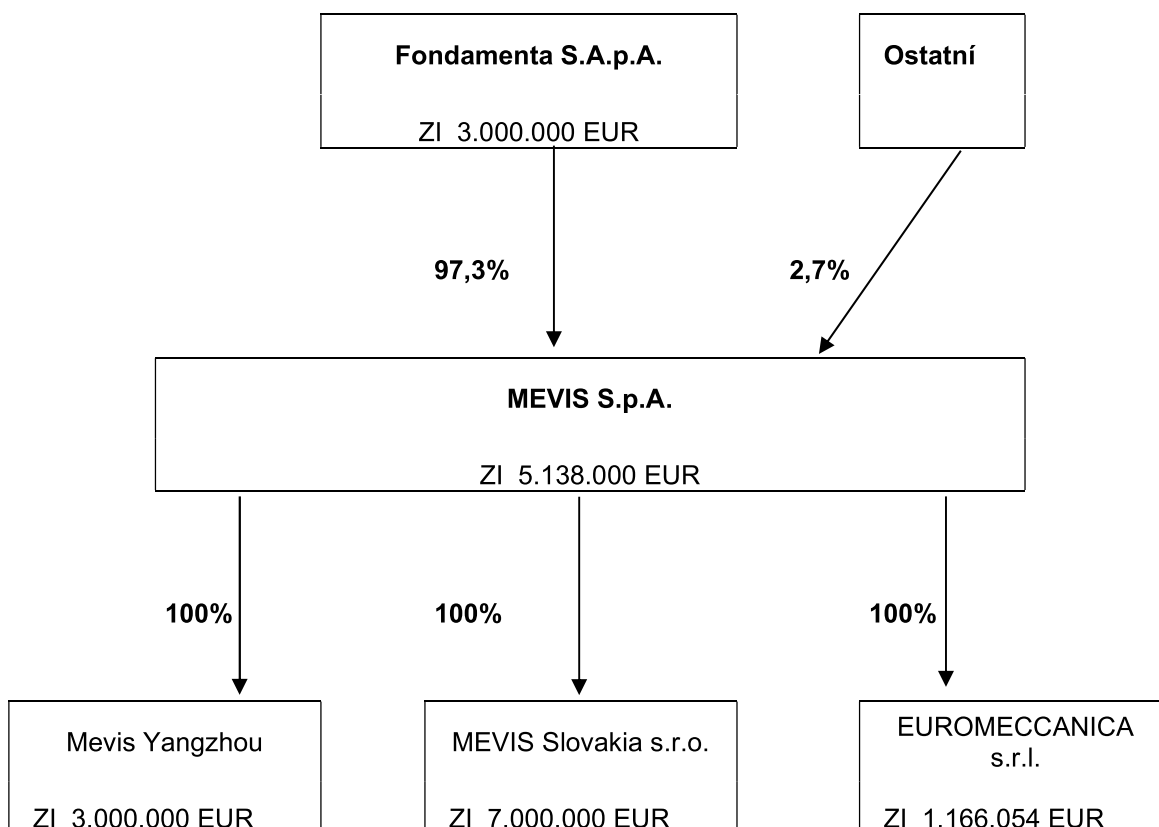 Fondamenta S.A.p.A.
ZI 3.000.000 EUR
Ostatní
97,3%
2,7%
MEVIS S.p.A.
ZI 5.138.000 EUR
100%
100%
100%
Mevis Yangzhou
ZI 3.000.000 EUR
MEVIS Slovakia s.r.o.
ZI 7.000.000 EUR
EUROMECCANICA
s.r.l.
ZI 1.166.054 EUR